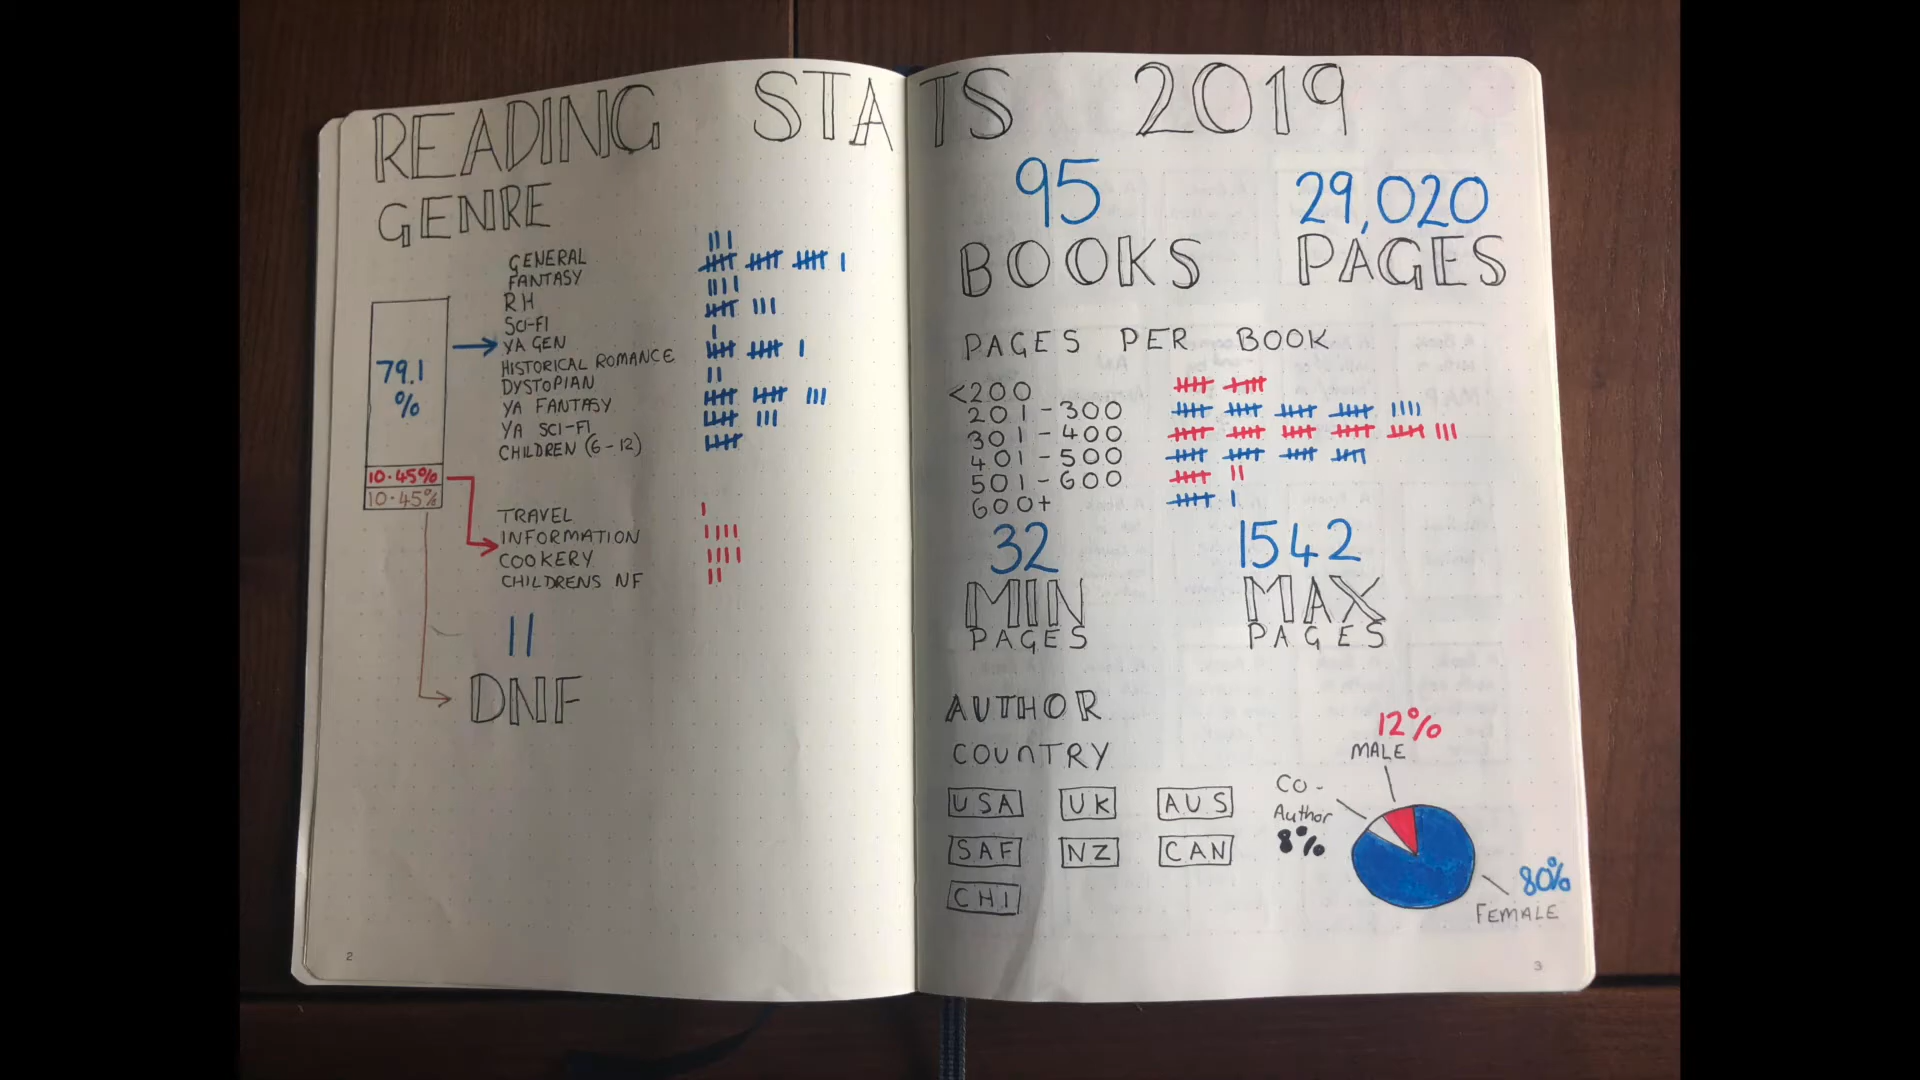 READING STATS 2019
GENRE
GENERAL
FANTASY
RH
SCI-FI
YA GEN
HISTORICAL ROMANCE
DYSTOPIAN
YA FANTASY
YA SCI-FI
CHILDREN (6-12)
79.1
%
10.45%
10.45%
TRAVEL
INFORMATION
COOKERY
CHILDRENS NF
11
DNF
2
95
BOOKS
29,020
PAGES
PAGES PER BOOK
<200
201-300
301-400
401-500
501-600
600+
32
MIN
PAGES
1542
MAX
PAGES
AUTHOR
COUNTRY
USA UK AUS
SAF NZ CAN
CHI
12%
MALE
CO-
Author
8%
80%
FEMALE
3